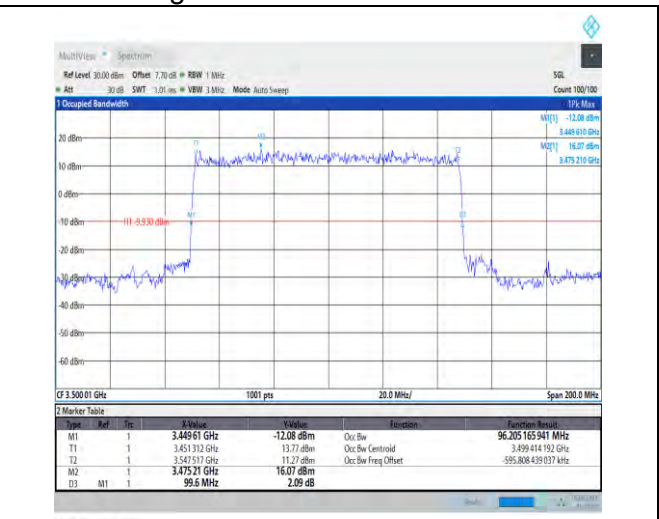 MultiView Spectrum
Ref Level 30.00 dBm Offset 7.70 dB RBW 1 MHz SGL
Att 30 dB SWT 1.01 ms VBW 3 MHz Mode Auto Sweep Count 100/100
1 Occupied Bandwidth 1Pk Max
M1[1] -12.08 dBm
3.449 610 GHz
M2[1] 16.07 dBm
3.475 210 GHz
20 dBm
10 dBm
0 dBm
-10 dBm
H1 -9.930 dBm
M1
-20 dBm
-30 dBm
-40 dBm
-50 dBm
-60 dBm
CF 3.500 01 GHz 1001 pts 20.0 MHz/ Span 200.0 MHz
2 Marker Table
Type Ref Trc X-Value Y-Value Function Function Result
M1 1 3.449 61 GHz -12.08 dBm Occ Bw 96.205 165 941 MHz
T1 1 3.451 312 GHz 13.77 dBm Occ Bw Centroid 3.499 414 192 GHz
T2 1 3.547 517 GHz 11.27 dBm Occ Bw Freq Offset -595.808 439 037 kHz
M2 1 3.475 21 GHz 16.07 dBm
D3 M1 1 99.6 MHz 2.09 dB